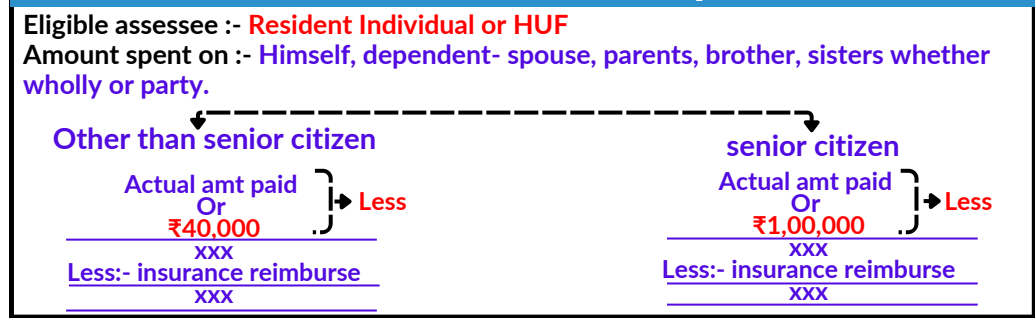 Eligible assessee :- Resident Individual or HUF
Amount spent on :- Himself, dependent- spouse, parents, brother, sisters whether
wholly or party.
Other than senior citizen
Actual amt paid
Or
₹40,000
Less
xxx
Less:- insurance reimburse
xxx
senior citizen
Actual amt paid
Or
₹1,00,000
Less
xxx
Less:- insurance reimburse
xxx